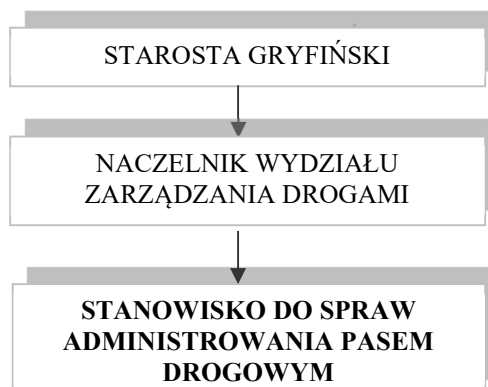 STAROSTA GRYFIŃSKI
NACZELNIK WYDZIAŁU
ZARZĄDZANIA DROGAMI
STANOWISKO DO SPRAW
ADMINISTROWANIA PASEM
DROGOWYM